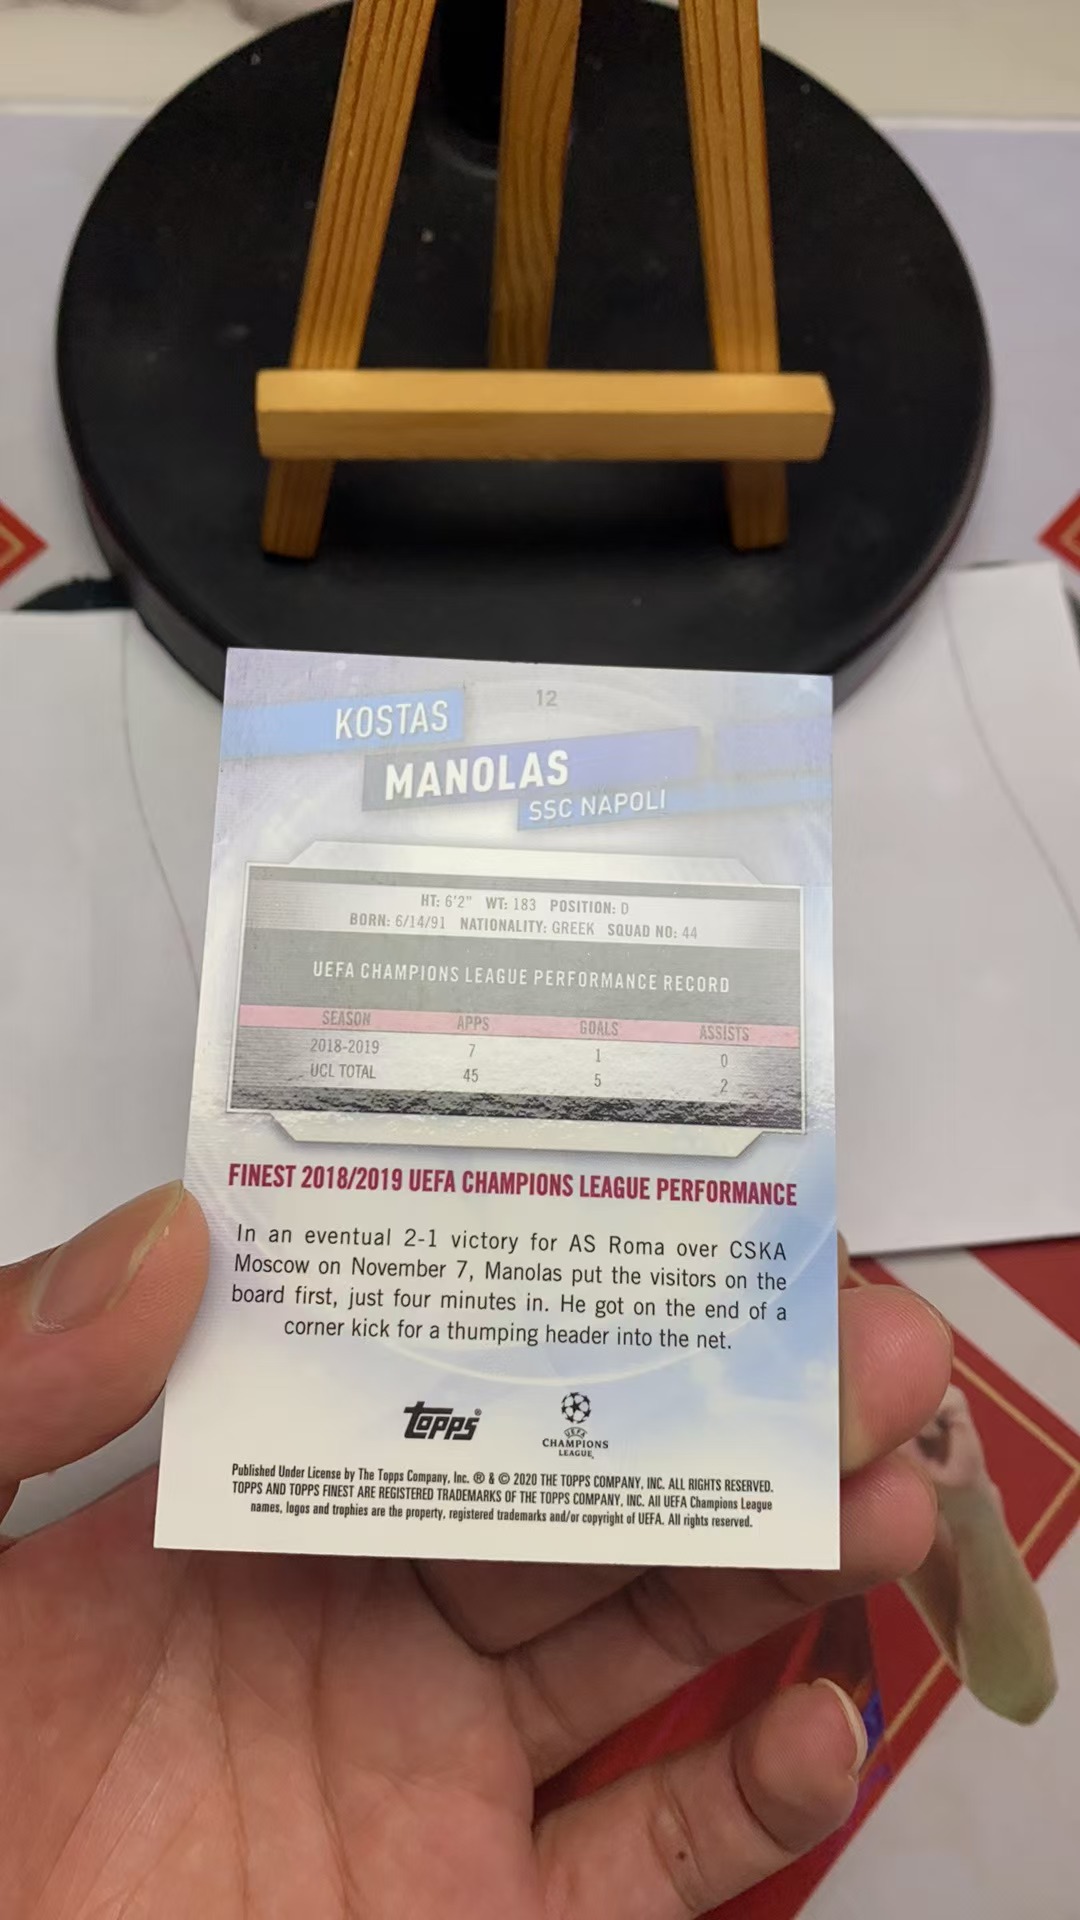 12
KOSTAS
MANOLAS
SSC NAPOLI
HT: 6'2" WT: 183 POSITION: D
BORN: 6/14/91 NATIONALITY: GREEK SQUAD NO: 44
UEFA CHAMPIONS LEAGUE PERFORMANCE RECORD
SEASON APPS GOALS ASSISTS
2018-2019 7 1 0
UCL TOTAL 45 5 2
FINEST 2018/2019 UEFA CHAMPIONS LEAGUE PERFORMANCE
In an eventual 2-1 victory for AS Roma over CSKA
Moscow on November 7, Manolas put the visitors on the
board first, just four minutes in. He got on the end of a
corner kick for a thumping header into the net.
Topps®
UEFA
CHAMPIONS
LEAGUE
Published Under License by The Topps Company, Inc. ® & © 2020 THE TOPPS COMPANY, INC. ALL RIGHTS RESERVED.
TOPPS AND TOPPS FINEST ARE REGISTERED TRADEMARKS OF THE TOPPS COMPANY, INC. All UEFA Champions League
names, logos and trophies are the property, registered trademarks and/or copyright of UEFA. All rights reserved.